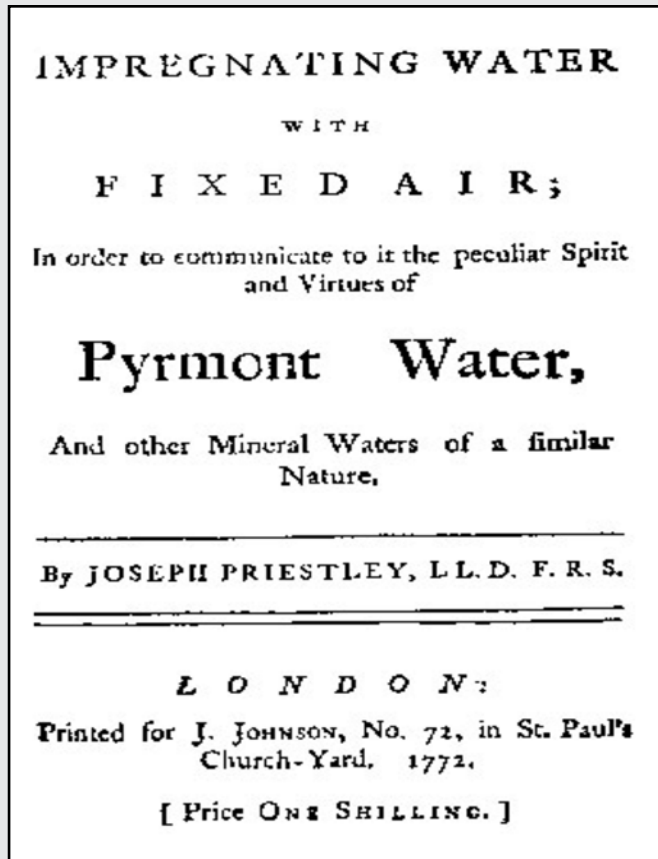 IMPREGNATING WATER
WITH
FIXED AIR;
In order to communicate to it the peculiar Spirit
and Virtues of
Pyrmont Water,
And other Mineral Waters of a ſimilar
Nature,
By JOSEPH PRIESTLEY, LL.D. F. R. S.
LONDON:
Printed for J. JOHNSON, No. 72, in St. Paul's
Church-Yard. 1772.
[ Price ONE SHILLING. ]